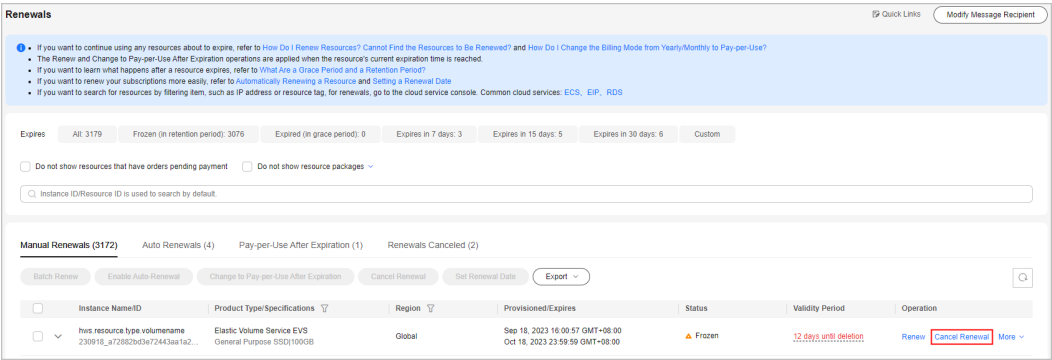 Renewals
Quick Links
Modify Message Recipient
If you want to continue using any resources about to expire, refer to How Do I Renew Resources? Cannot Find the Resources to Be Renewed? and How Do I Change the Billing Mode from Yearly/Monthly to Pay-per-Use?
The Renew and Change to Pay-per-Use After Expiration operations are applied when the resource's current expiration time is reached.
If you want to learn what happens after a resource expires, refer to What Are a Grace Period and a Retention Period?
If you want to renew your subscriptions more easily, refer to Automatically Renewing a Resource and Setting a Renewal Date
If you want to search for resources by filtering item, such as IP address or resource tag, for renewals, go to the cloud service console. Common cloud services: ECS、EIP、RDS
Expires All: 3179 Frozen (in retention period): 3076 Expired (in grace period): 0 Expires in 7 days: 3 Expires in 15 days: 5 Expires in 30 days: 6 Custom
Do not show resources that have orders pending payment Do not show resource packages
Instance ID/Resource ID is used to search by default.
Manual Renewals (3172) Auto Renewals (4) Pay-per-Use After Expiration (1) Renewals Canceled (2)
Batch Renew Enable Auto-Renewal Change to Pay-per-Use After Expiration Cancel Renewal Set Renewal Date Export
Instance Name/ID Product Type/Specifications Region Provisioned/Expires Status Validity Period Operation
hws.resource.type.volumename Elastic Volume Service EVS Global Sep 18, 2023 16:00:57 GMT+08:00 Frozen 12 days until deletion Renew Cancel Renewal More
230918_a72882bd3e72443aa1a2... General Purpose SSD|100GB Oct 18, 2023 23:59:59 GMT+08:00